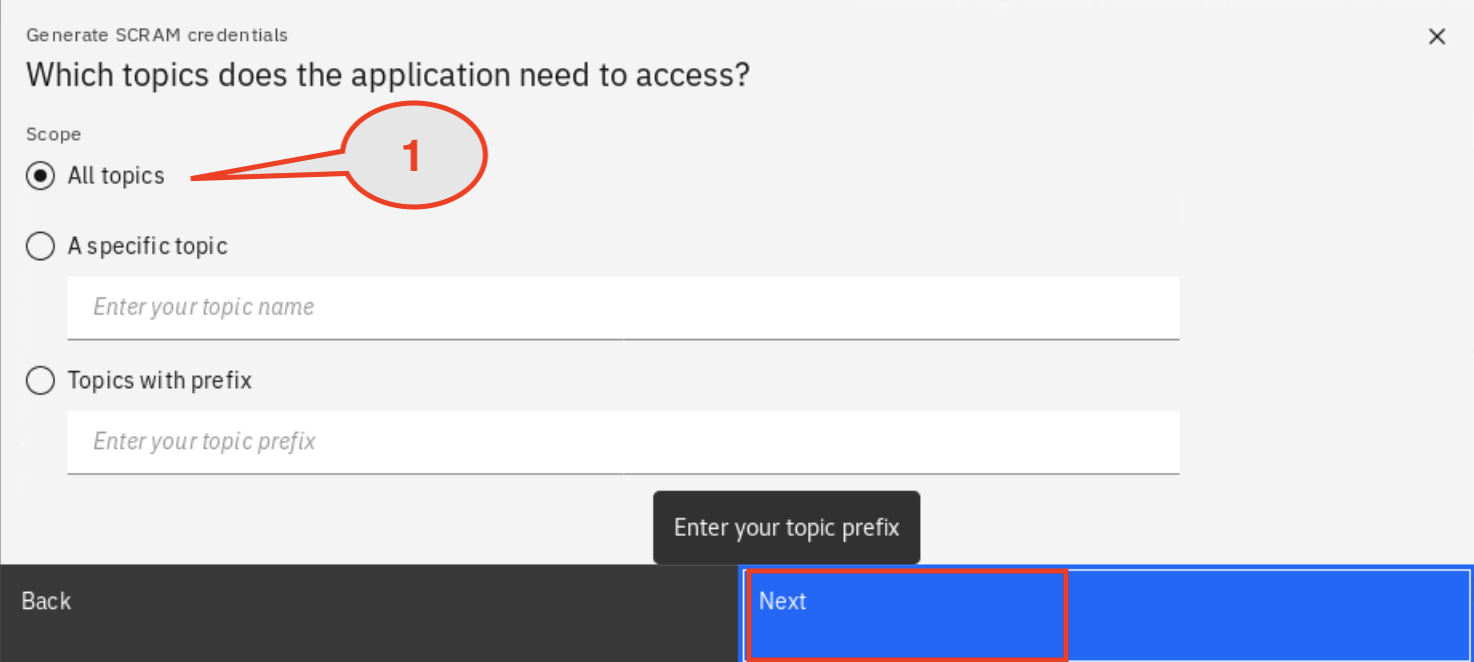 Generate SCRAM credentials
Which topics does the application need to access?
Scope
All topics
1
A specific topic
Enter your topic name
Topics with prefix
Enter your topic prefix
Enter your topic prefix
Back
Next